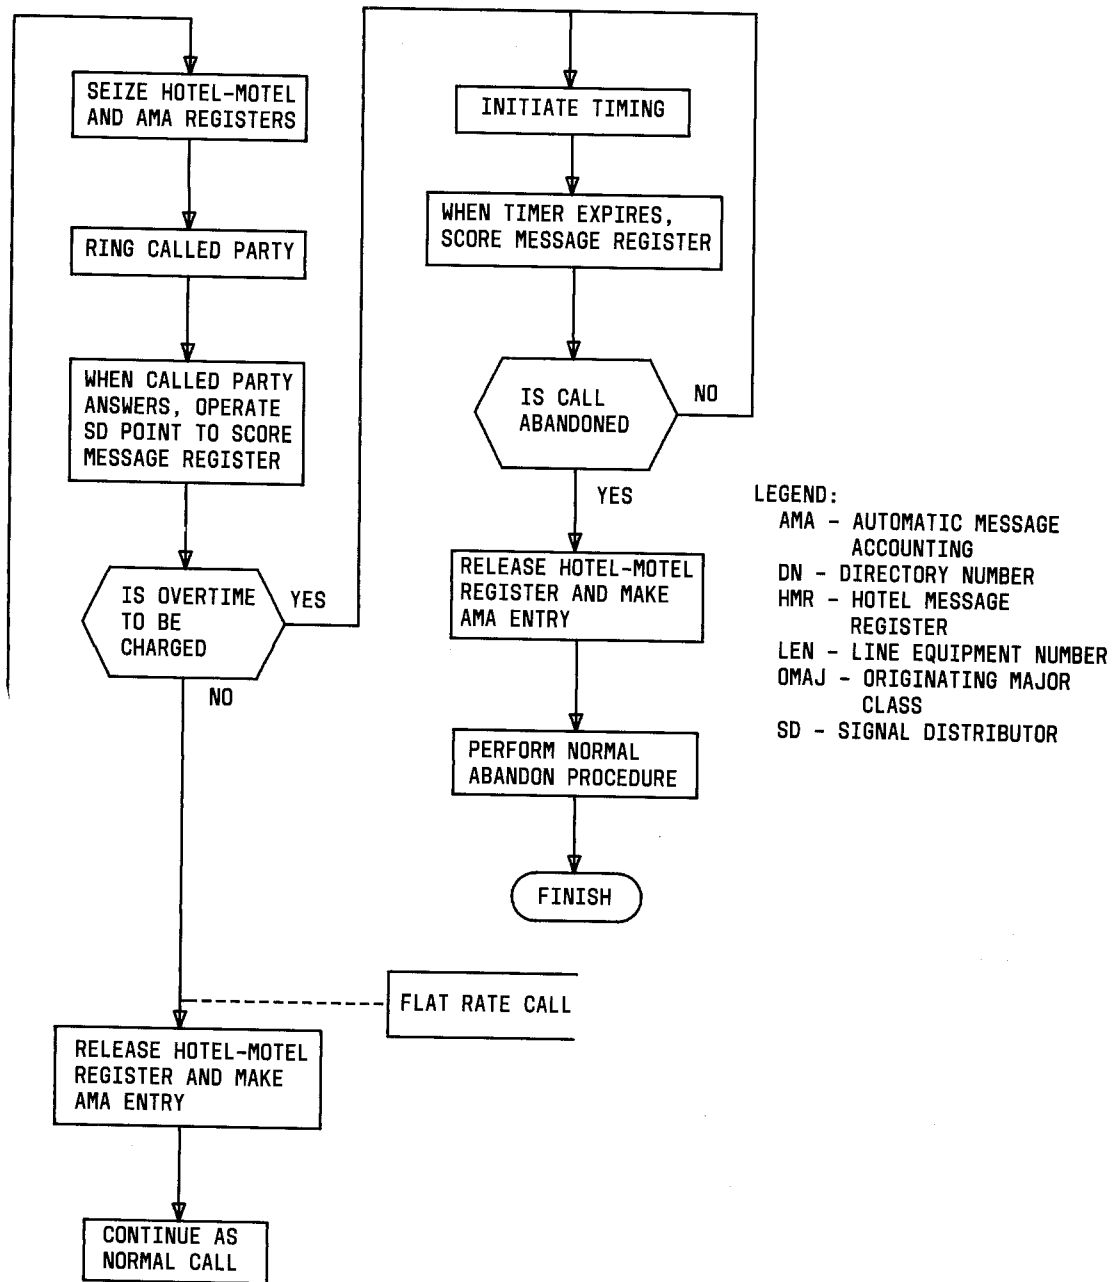 SEIZE HOTEL-MOTEL
AND AMA REGISTERS
RING CALLED PARTY
WHEN CALLED PARTY
ANSWERS, OPERATE
SD POINT TO SCORE
MESSAGE REGISTER
IS OVERTIME
TO BE
CHARGED
YES
NO
FLAT RATE CALL
RELEASE HOTEL-MOTEL
REGISTER AND MAKE
AMA ENTRY
CONTINUE AS
NORMAL CALL
INITIATE TIMING
WHEN TIMER EXPIRES,
SCORE MESSAGE REGISTER
IS CALL
ABANDONED
NO
YES
RELEASE HOTEL-MOTEL
REGISTER AND MAKE
AMA ENTRY
PERFORM NORMAL
ABANDON PROCEDURE
FINISH
LEGEND:
AMA - AUTOMATIC MESSAGE
ACCOUNTING
DN - DIRECTORY NUMBER
HMR - HOTEL MESSAGE
REGISTER
LEN - LINE EQUIPMENT NUMBER
OMAJ - ORIGINATING MAJOR
CLASS
SD - SIGNAL DISTRIBUTOR